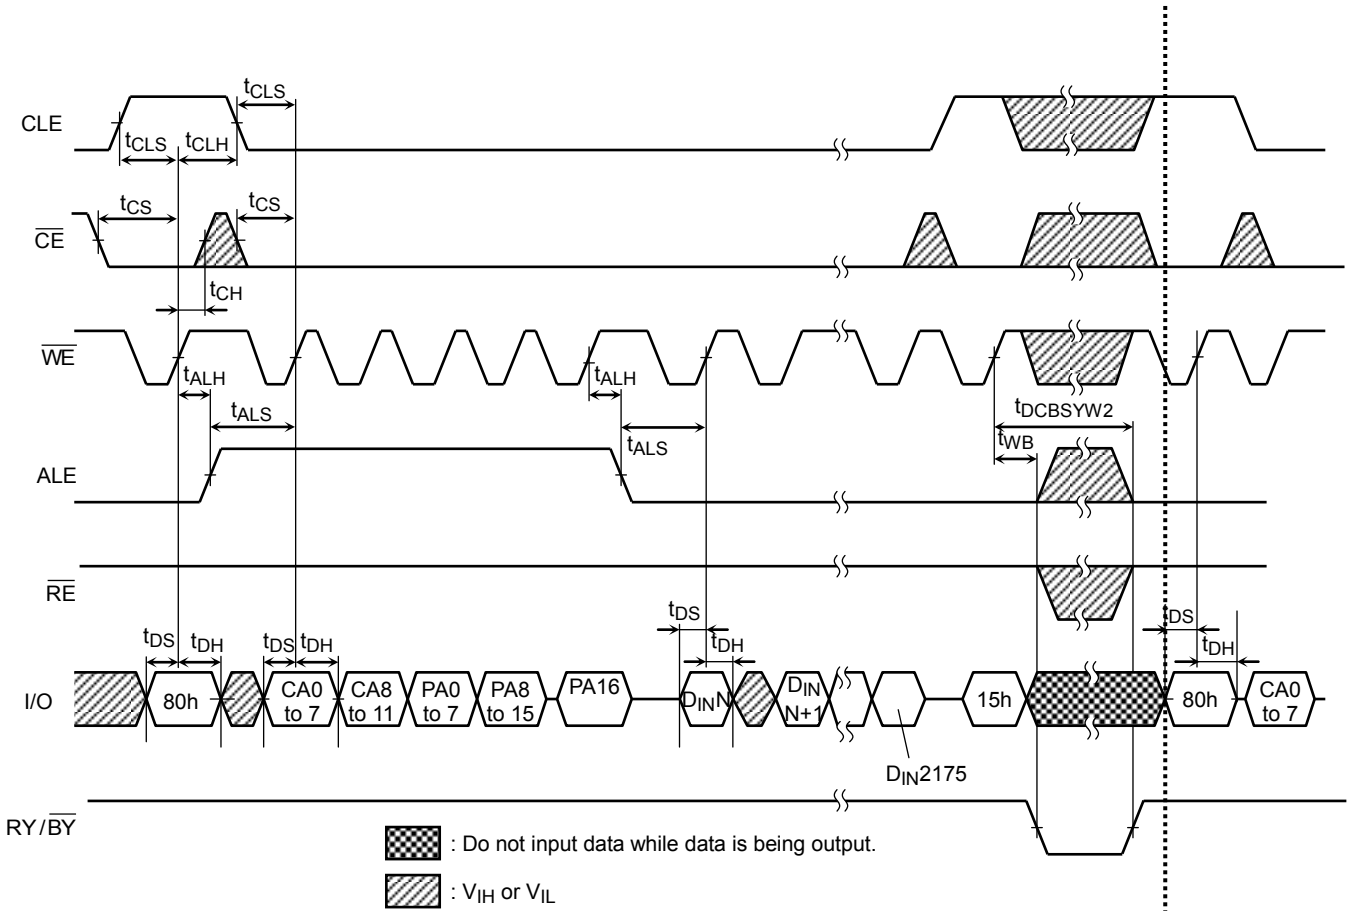 tCLS
CLE
tCLS tCLH
tCS tCS
CE
tCH
WE
tALH tALH
tALS tDCBSYW2
tALS tWB
ALE
RE
tDS tDS
tDS tDH tDS tDH tDH tDH
I/O
80h
CA0 to 7
CA8 to 11
PA0 to 7
PA8 to 15
PA16
DINN
DIN N+1
15h
80h
CA0 to 7
DIN2175
RY/BY
: Do not input data while data is being output.
: VIH or VIL